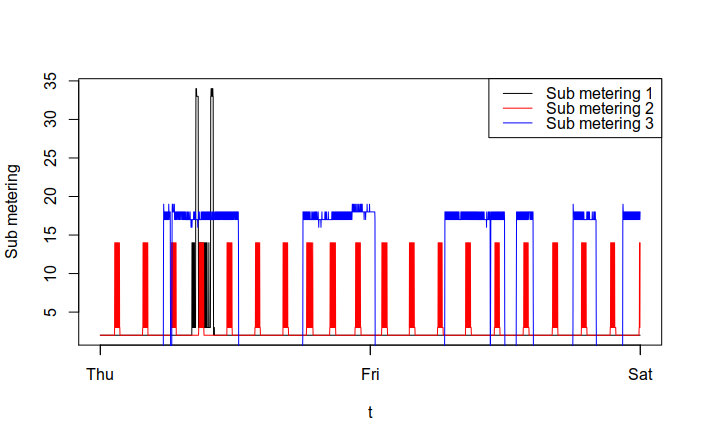 Sub metering 1
Sub metering 2
Sub metering 3
35
30
25
20
15
10
5
Sub metering
Thu Fri Sat
t